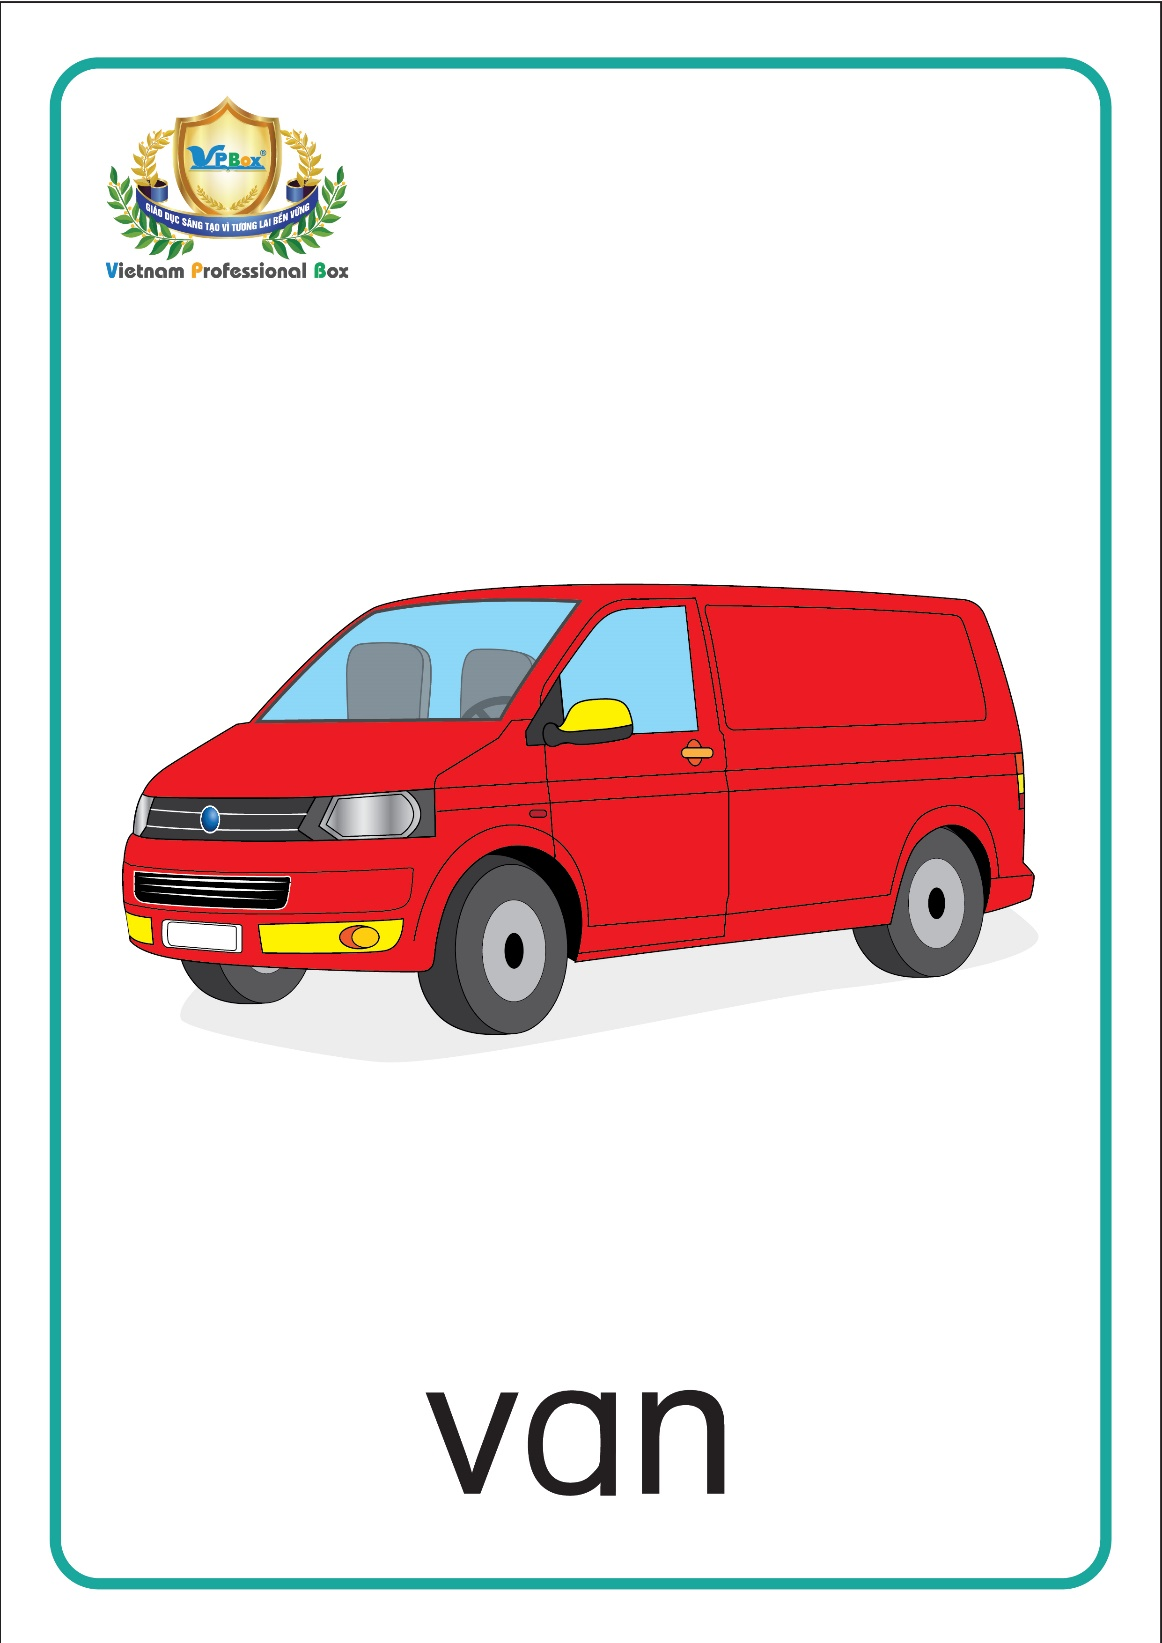 VPBox®
GIÁO DỤC SÁNG TẠO VÌ TƯƠNG LAI BỀN VỮNG
Vietnam Professional Box
van